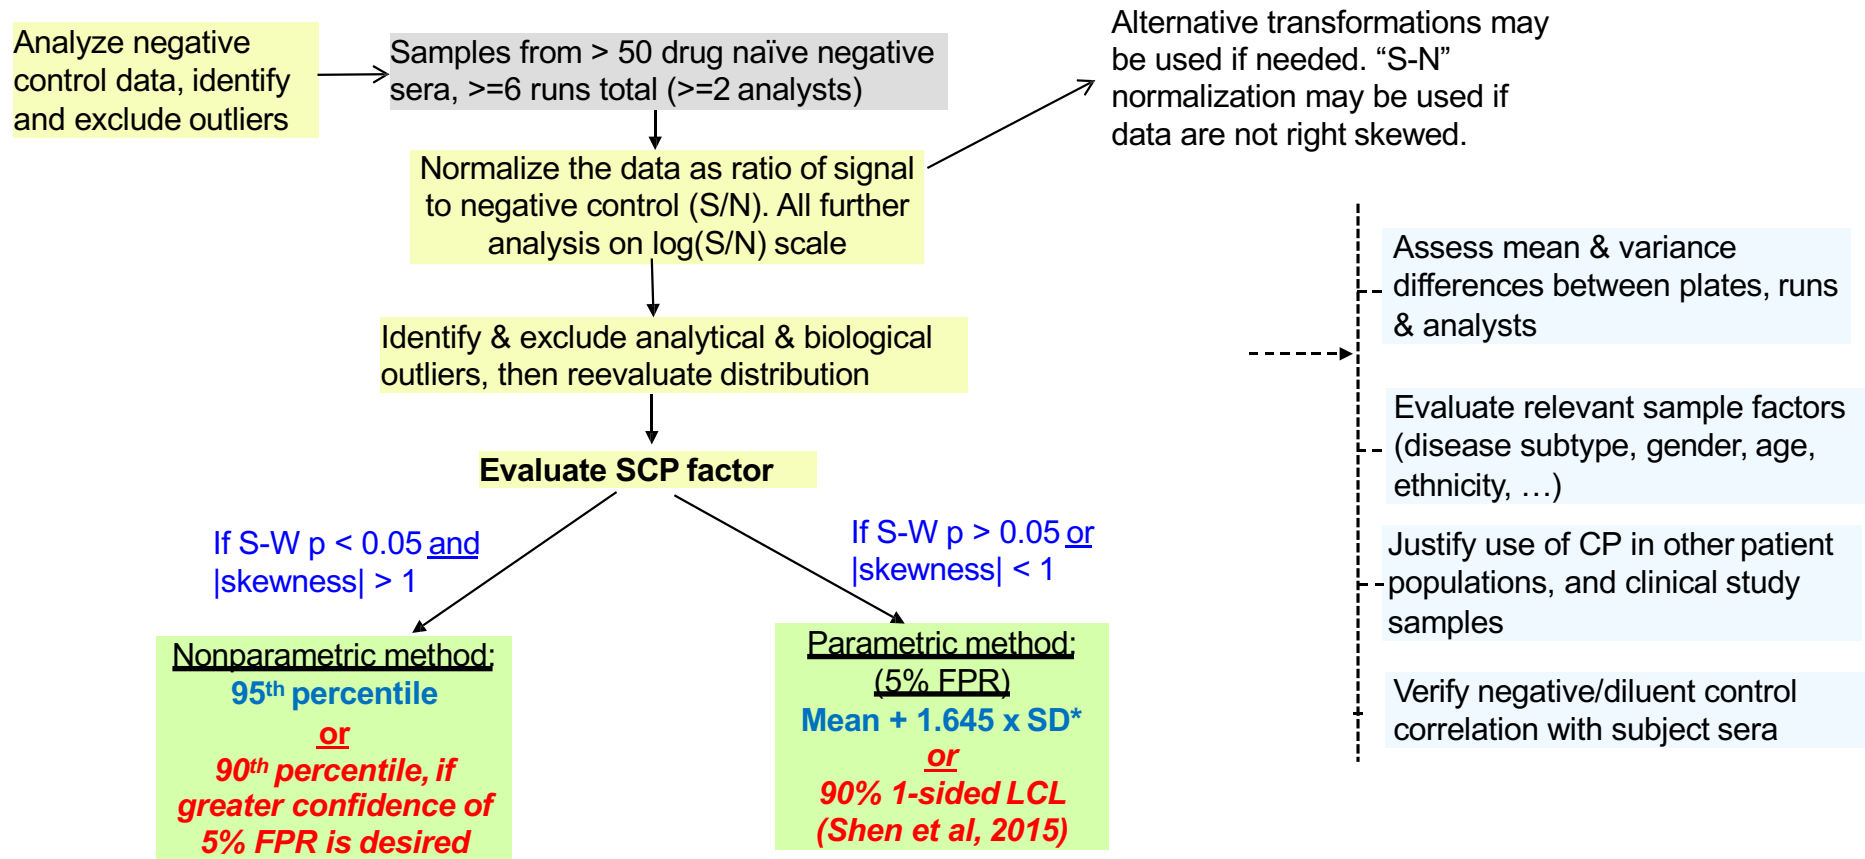 Analyze negative
control data, identify
and exclude outliers
Samples from > 50 drug naïve negative
sera, >=6 runs total (>=2 analysts)
Alternative transformations may
be used if needed. “S-N”
normalization may be used if
data are not right skewed.
Normalize the data as ratio of signal
to negative control (S/N). All further
analysis on log(S/N) scale
Identify & exclude analytical & biological
outliers, then reevaluate distribution
Evaluate SCP factor
If S-W p < 0.05 and
|skewness| > 1
If S-W p > 0.05 or
|skewness| < 1
Nonparametric method:
95th percentile
or
90th percentile, if
greater confidence of
5% FPR is desired
Parametric method:
(5% FPR)
Mean + 1.645 x SD*
or
90% 1-sided LCL
(Shen et al, 2015)
Assess mean & variance
differences between plates, runs
& analysts
Evaluate relevant sample factors
(disease subtype, gender, age,
ethnicity, …)
Justify use of CP in other patient
populations, and clinical study
samples
Verify negative/diluent control
correlation with subject sera